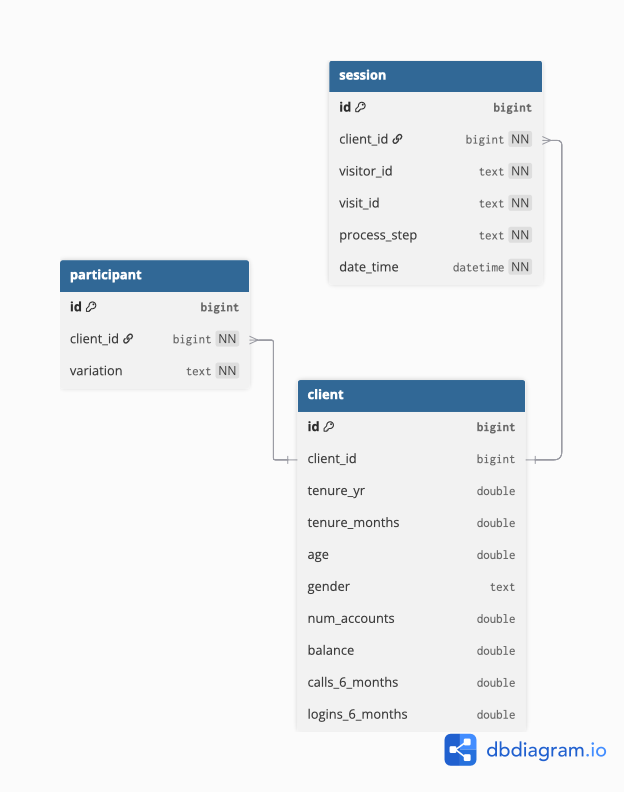 session
id bigint
client_id bigint NN
visitor_id text NN
visit_id text NN
process_step text NN
date_time datetime NN
participant
id bigint
client_id bigint NN
variation text NN
client
id bigint
client_id bigint
tenure_yr double
tenure_months double
age double
gender text
num_accounts double
balance double
calls_6_months double
logins_6_months double
dbdiagram.io